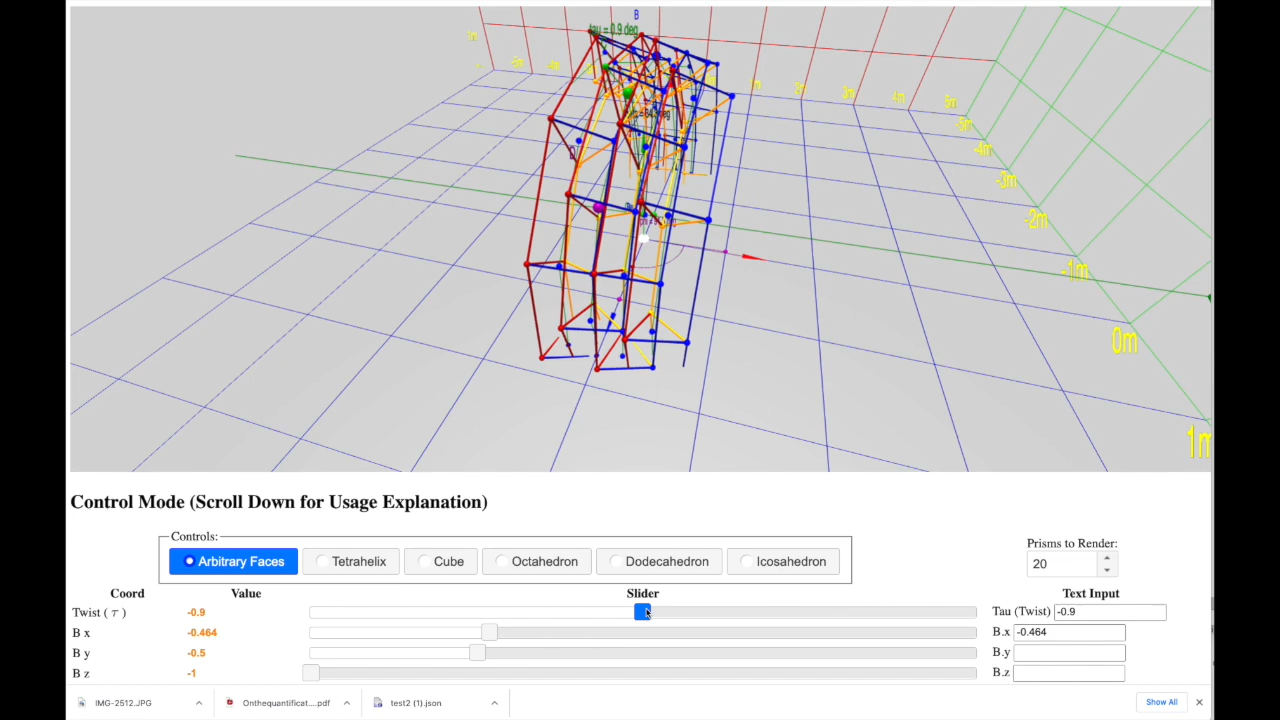 B
tau = 0.9 deg
1m
3m
4m
5m
-5m
-4m
-3m
-2m
-1m
0m
1m
Control Mode (Scroll Down for Usage Explanation)
Controls:
Arbitrary Faces
Tetrahelix
Cube
Octahedron
Dodecahedron
Icosahedron
Prisms to Render:
20
Coord Value Slider Text Input
Twist ( τ ) -0.9 Tau (Twist) -0.9
B x -0.464 B.x -0.464
B y -0.5 B.y
B z -1 B.z
IMG-2512.JPG
Onthequantificat....pdf
test2 (1).json
Show All